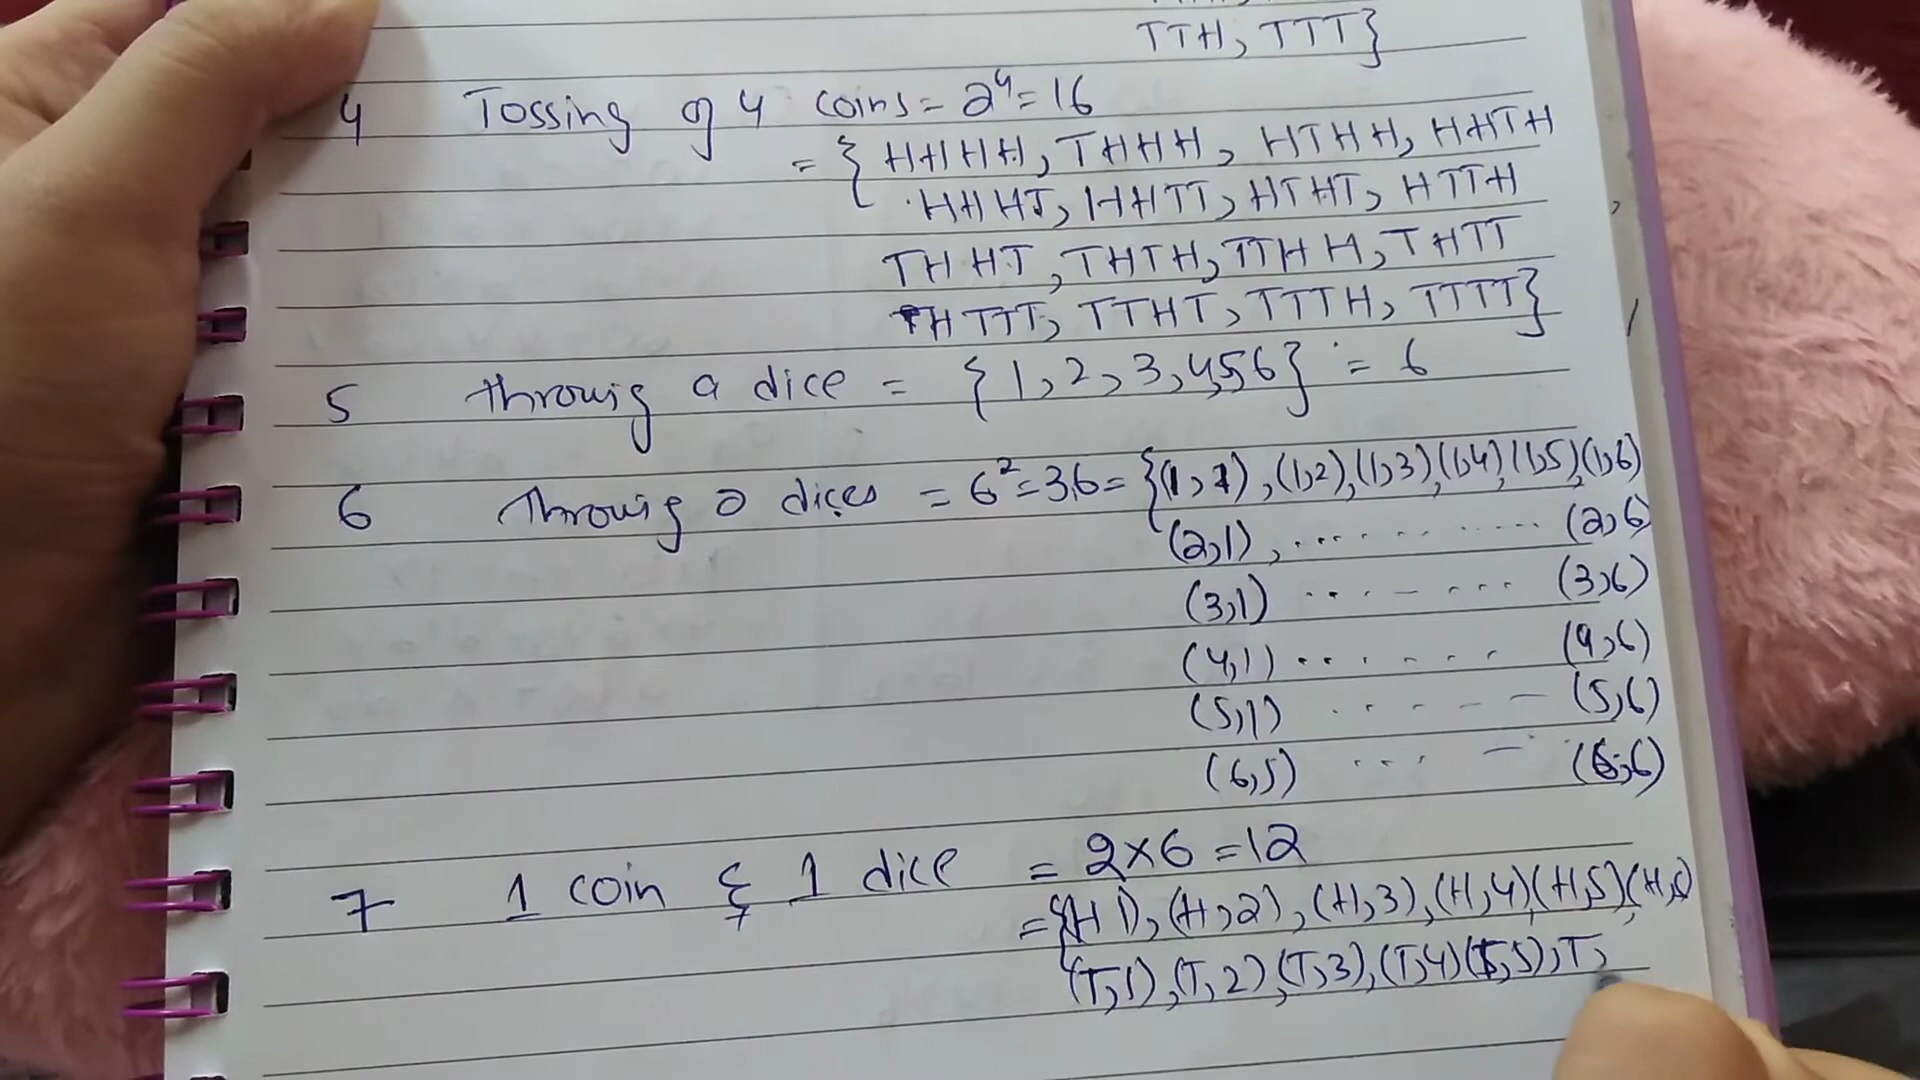 TTH, TTT}
4 Tossing of 4 coins = 2⁴ = 16
= { HHHH, THHH, HTHH, HHTH
HHHT, HHTT, HTHT, HTTH
THHT, THTH, TTHH, THTT
HTTT, TTHT, TTTH, TTTT}
5 throwing a dice = {1, 2, 3, 4, 5, 6} = 6
6 Throwing 2 dices = 6² = 36 = {(1, 1), (1, 2), (1, 3), (1, 4), (1, 5), (1, 6)
(2, 1), ........... (2, 6)
(3, 1) ........ (3, 6)
(4, 1) ....... (4, 6)
(5, 1) ....... (5, 6)
(6, 5) ....... (6, 6)
7 1 coin & 1 dice = 2×6 = 12
= {(H 1), (H, 2), (H, 3), (H, 4), (H, 5), (H, 6)
(T, 1), (T, 2), (T, 3), (T, 4) (T, 5), T,